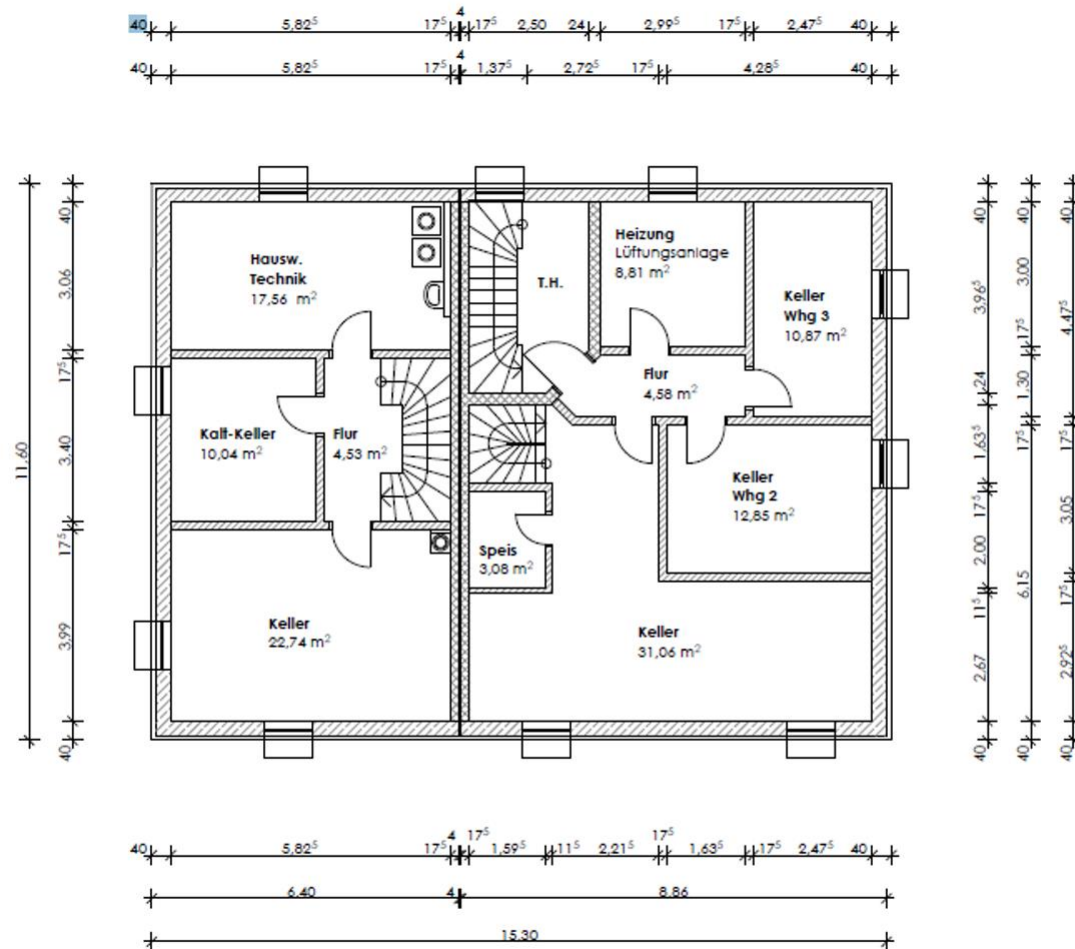 4
40 5,82⁵ 17⁵ 17⁵ 2,50 24 2,99 17⁵ 2,47⁵ 40
4
40 5,82⁵ 17⁵ 1,37⁵ 2,72⁵ 17⁵ 4,28⁵ 40
11,60
40
3,06
17⁵
3,40
17⁵
3,99
40
Hausw.
Technik
17,56 m²
Kalt-Keller
10,04 m²
Flur
4,53 m²
Keller
22,74 m²
T.H.
Heizung
Lüftungsanlage
8,81 m²
Keller
Whg 3
10,87 m²
Flur
4,58 m²
Keller
Whg 2
12,85 m²
Speis
3,08 m²
Keller
31,06 m²
40
3,96⁵
24
1,63⁵
17⁵
2,00
11⁵
2,67
40
40
3,00
17⁵
1,30
17⁵
6,15
40
40
4,47⁵
17⁵
3,05
17⁵
2,92⁵
40
4 17⁵ 17⁵
40 5,82⁵ 17⁵ 1,59⁵ 11⁵ 2,21⁵ 1,63⁵ 17⁵ 2,47⁵ 40
6,40 4 8,86
15,30